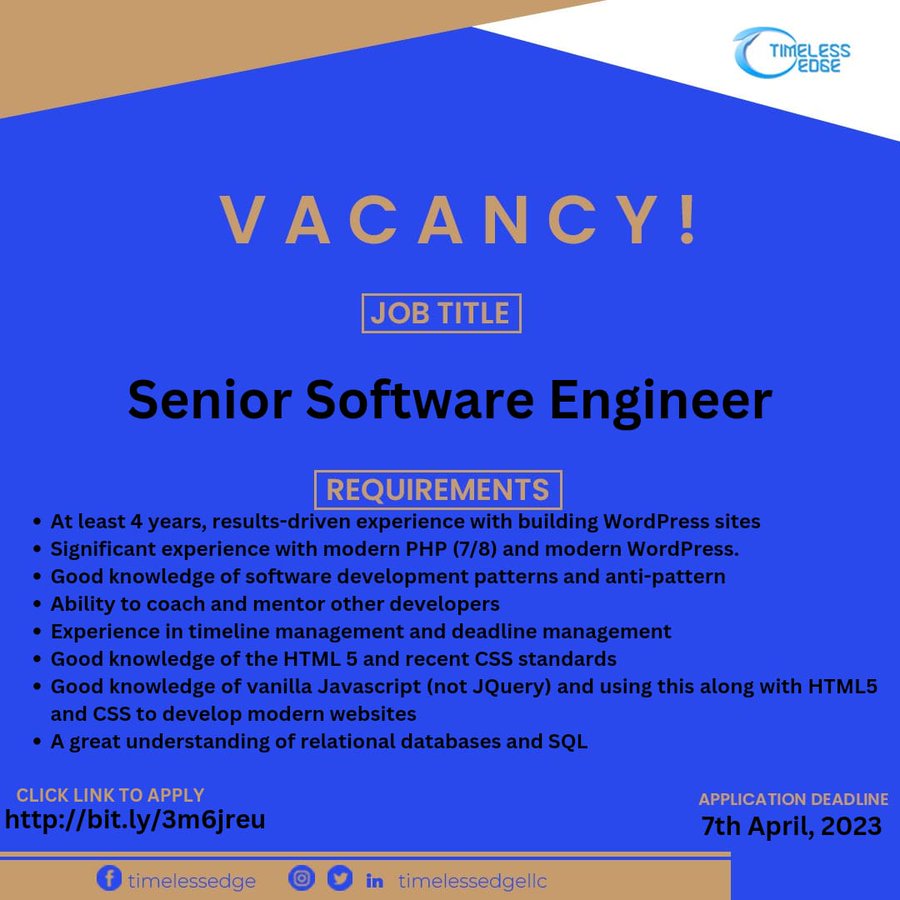 TIMELESS
EDGE
VACANCY!
JOB TITLE
Senior Software Engineer
REQUIREMENTS
• At least 4 years, results-driven experience with building WordPress sites
• Significant experience with modern PHP (7/8) and modern WordPress.
• Good knowledge of software development patterns and anti-pattern
• Ability to coach and mentor other developers
• Experience in timeline management and deadline management
• Good knowledge of the HTML 5 and recent CSS standards
• Good knowledge of vanilla Javascript (not JQuery) and using this along with HTML5
and CSS to develop modern websites
• A great understanding of relational databases and SQL
CLICK LINK TO APPLY
http://bit.ly/3m6jreu
APPLICATION DEADLINE
7th April, 2023
timelessedge
timelessedgellc